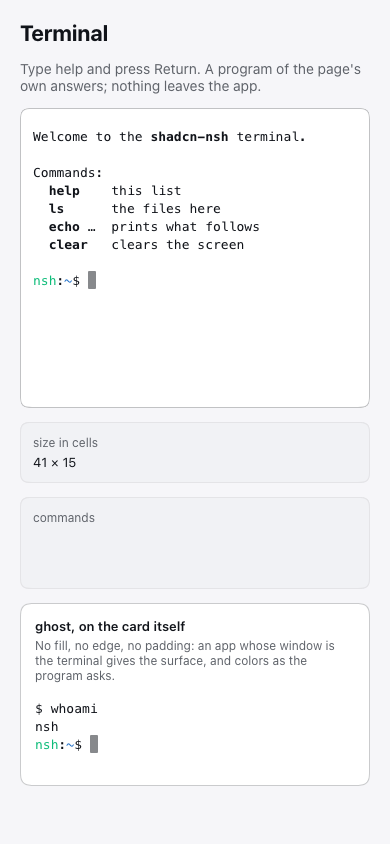 Terminal
Type help and press Return. A program of the page's
own answers; nothing leaves the app.
Welcome to the shadcn-nsh terminal.
Commands:
help    this list
ls      the files here
echo …  prints what follows
clear   clears the screen
nsh:~$
size in cells
41 × 15
commands
ghost, on the card itself
No fill, no edge, no padding: an app whose window is
the terminal gives the surface, and colors as the
program asks.
$ whoami
nsh
nsh:~$